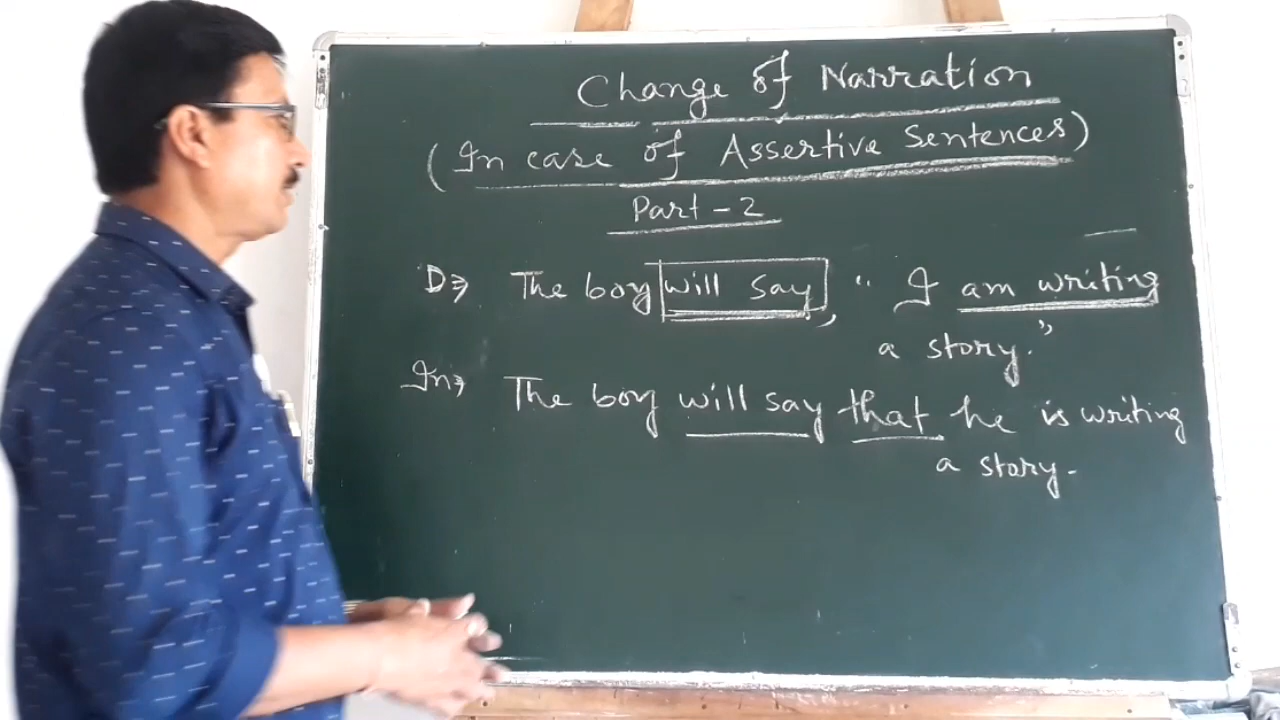 Change of Narration
(In case of Assertive Sentences)
Part-2
D⇒ The boy will say, " I am writing
a story."
In⇒ The boy will say that he is writing
a story.